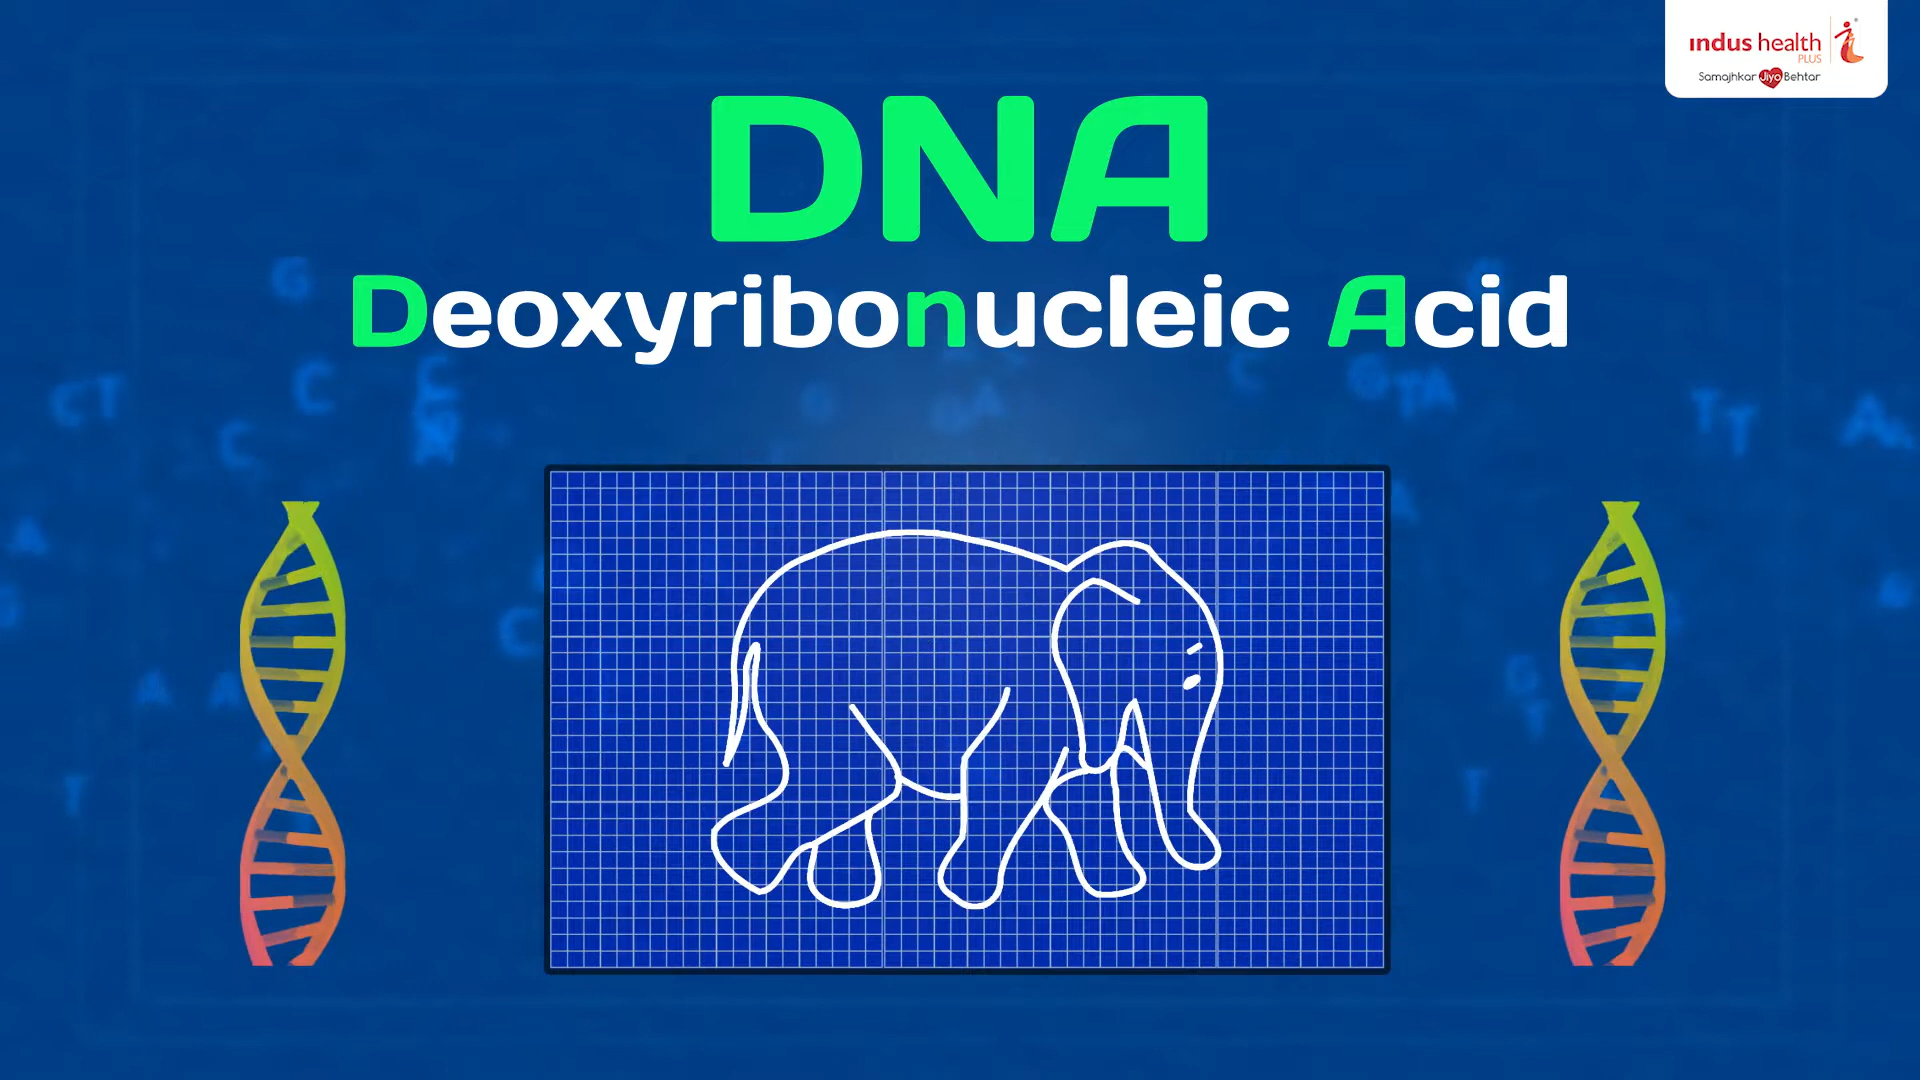 indus health
PLUS
Samajhkar Jiyo Behtar
DNA
Deoxyribonucleic Acid
G
C T
C
C
C
G
G A
C
G T A
T T
A
A
C
A A
G
T
T
T